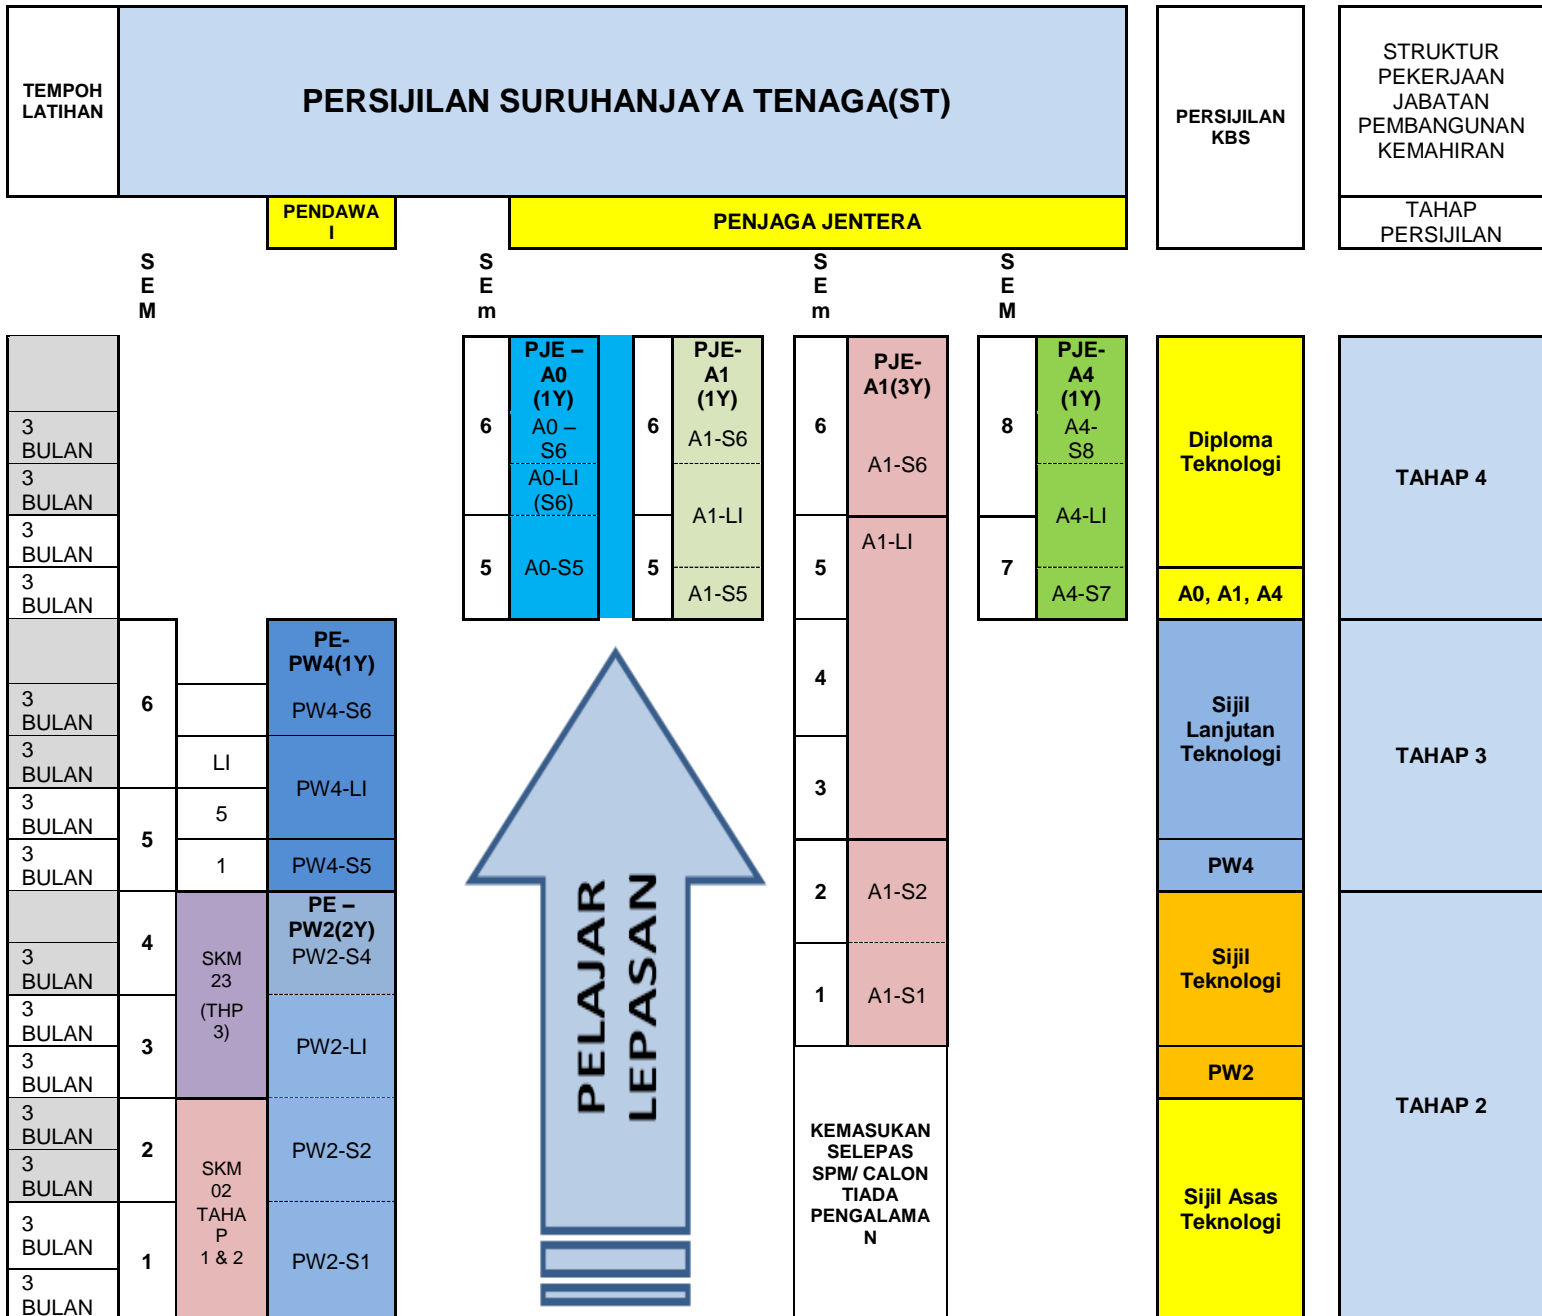 TEMPOH
LATIHAN
PERSIJILAN SURUHANJAYA TENAGA(ST)
PERSIJILAN
KBS
STRUKTUR
PEKERJAAN
JABATAN
PEMBANGUNAN
KEMAHIRAN
PENDAWA
I
PENJAGA JENTERA
TAHAP
PERSIJILAN
S
E
M
S
E
m
S
E
m
S
E
M
3
BULAN
3
BULAN
3
BULAN
3
BULAN
3
BULAN
3
BULAN
3
BULAN
3
BULAN
3
BULAN
3
BULAN
3
BULAN
3
BULAN
3
BULAN
3
BULAN
3
BULAN
6
5
4
3
2
1
LI
5
1
SKM
23
(THP
3)
SKM
02
TAHA
P
1 & 2
PE-
PW4(1Y)
PW4-S6
PW4-LI
PW4-S5
PE –
PW2(2Y)
PW2-S4
PW2-LI
PW2-S2
PW2-S1
6
5
PJE –
A0
(1Y)
A0 –
S6
A0-LI
(S6)
A0-S5
6
5
PJE-
A1
(1Y)
A1-S6
A1-LI
A1-S5
PELAJAR
LEPASAN
6
5
4
3
2
1
PJE-
A1(3Y)
A1-S6
A1-LI
A1-S2
A1-S1
KEMASUKAN
SELEPAS
SPM/ CALON
TIADA
PENGALAMA
N
8
7
PJE-
A4
(1Y)
A4-
S8
A4-LI
A4-S7
Diploma
Teknologi
A0, A1, A4
Sijil
Lanjutan
Teknologi
PW4
Sijil
Teknologi
PW2
Sijil Asas
Teknologi
TAHAP 4
TAHAP 3
TAHAP 2